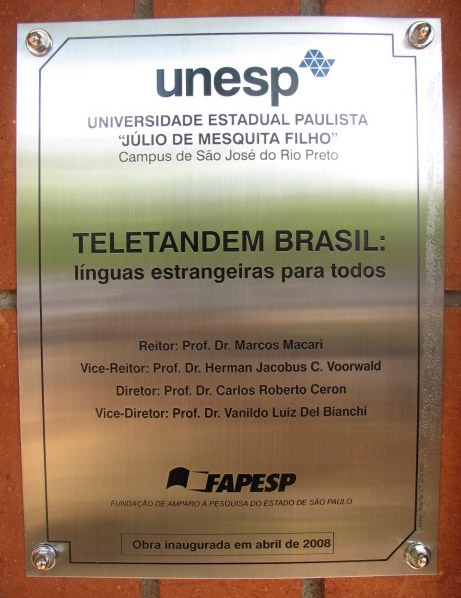 unesp
UNIVERSIDADE ESTADUAL PAULISTA
"JÚLIO DE MESQUITA FILHO"
Campus de São José do Rio Preto
TELETANDEM BRASIL:
línguas estrangeiras para todos
Reitor: Prof. Dr. Marcos Macari
Vice-Reitor: Prof. Dr. Herman Jacobus C. Voorwald
Diretor: Prof. Dr. Carlos Roberto Ceron
Vice-Diretor: Prof. Dr. Vanildo Luiz Del Bianchi
FAPESP
FUNDAÇÃO DE AMPARO À PESQUISA DO ESTADO DE SÃO PAULO
Obra inaugurada em abril de 2008